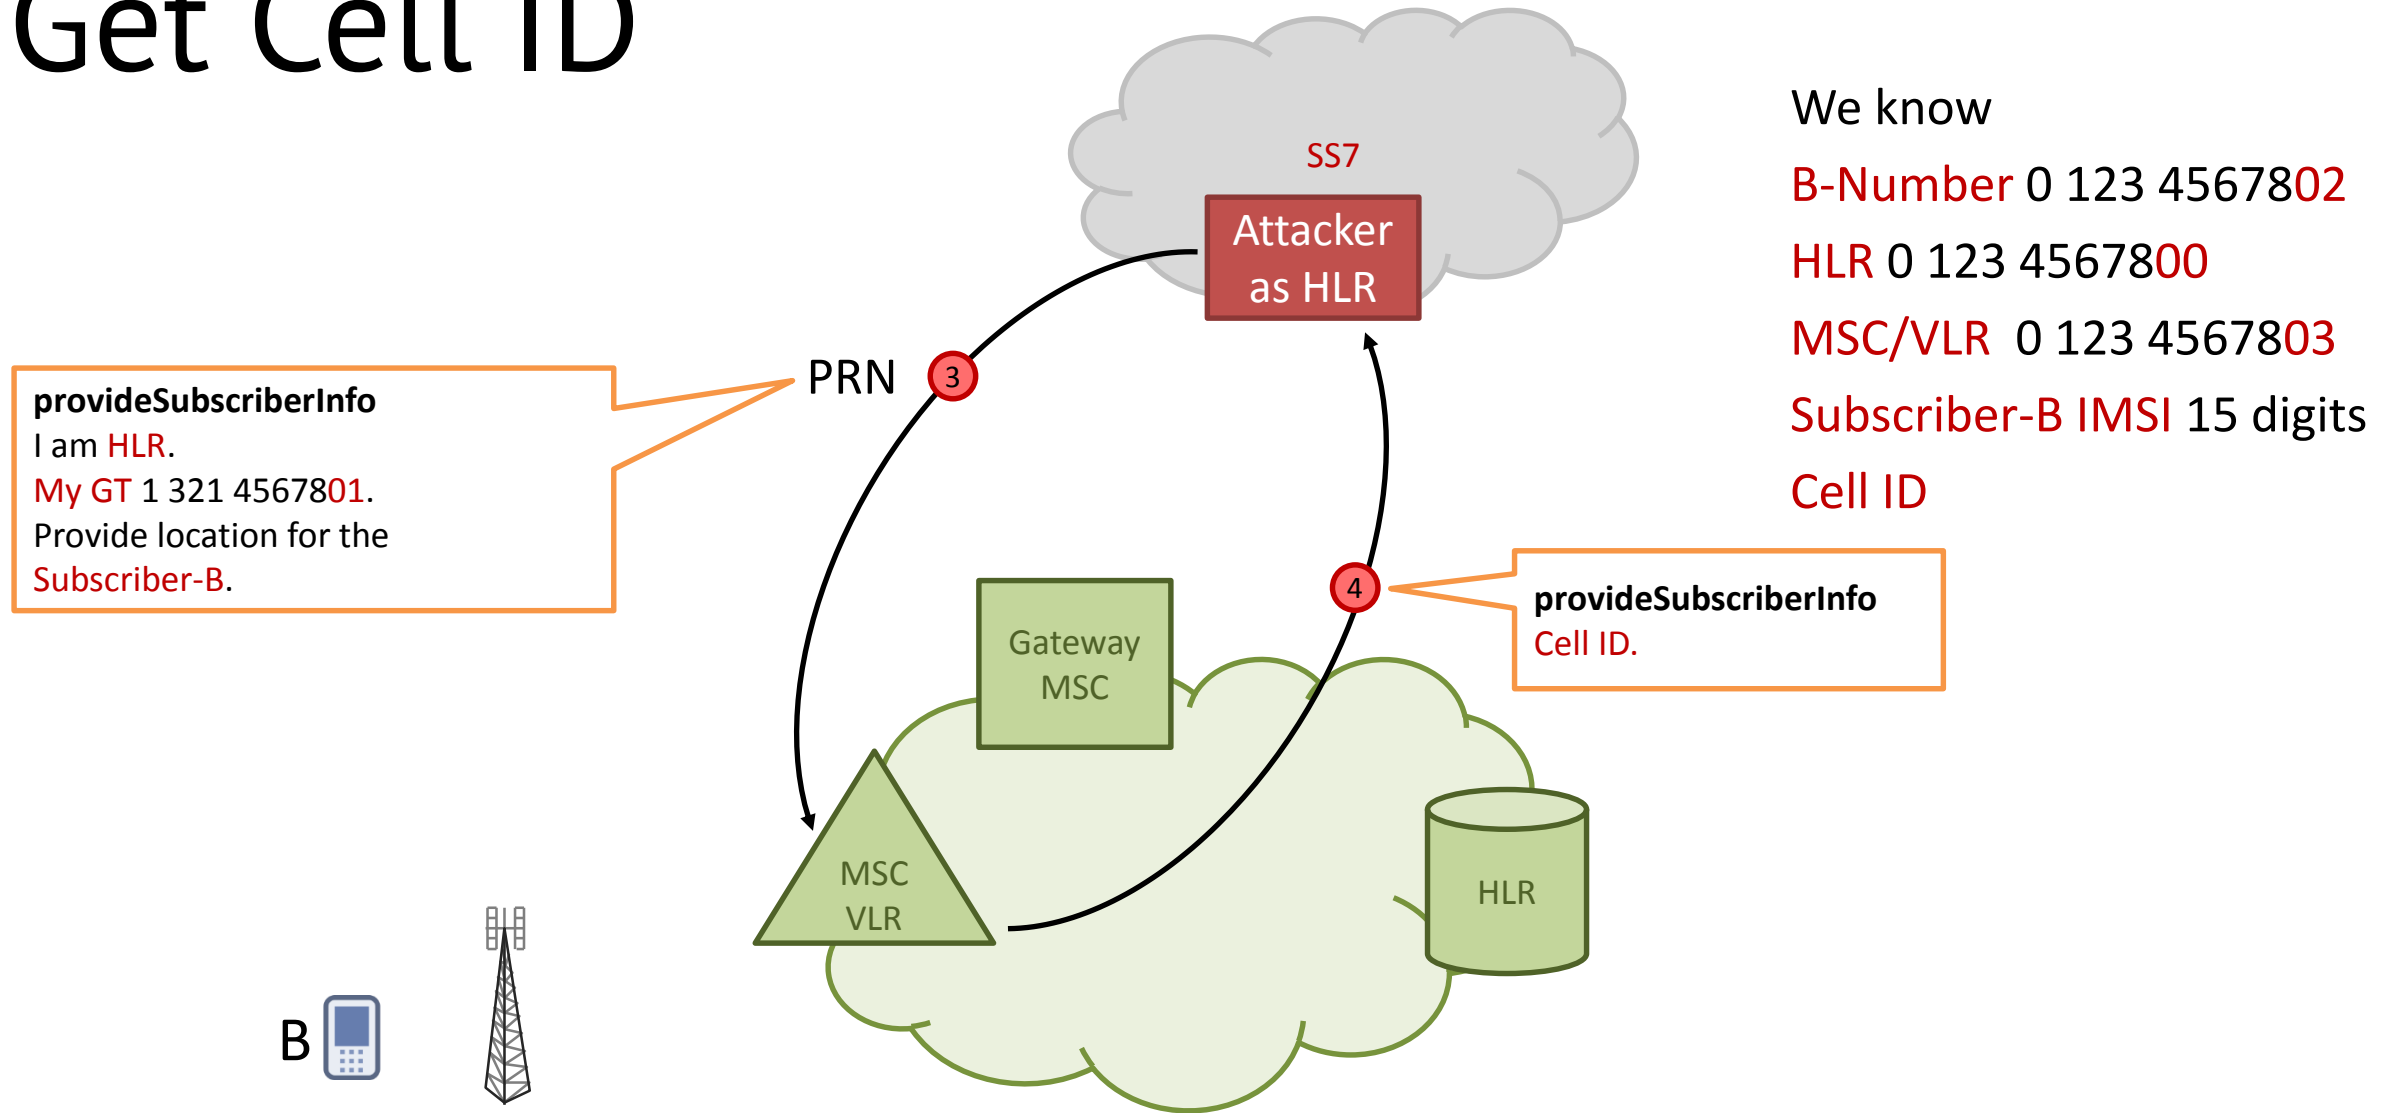 Get Cell ID
SS7
Attacker
as HLR
We know
B-Number 0 123 4567802
HLR 0 123 4567800
MSC/VLR 0 123 4567803
Subscriber-B IMSI 15 digits
Cell ID
PRN
3
provideSubscriberInfo
I am HLR.
My GT 1 321 4567801.
Provide location for the
Subscriber-B.
4
provideSubscriberInfo
Cell ID.
Gateway
MSC
MSC
VLR
HLR
B